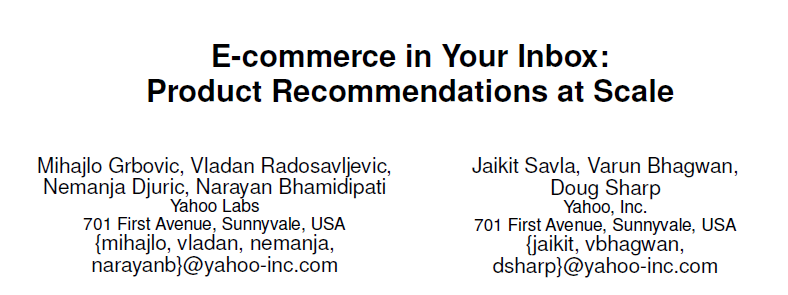 E-commerce in Your Inbox:
Product Recommendations at Scale
Mihajlo Grbovic, Vladan Radosavljevic,
Nemanja Djuric, Narayan Bhamidipati
Yahoo Labs
701 First Avenue, Sunnyvale, USA
{mihajlo, vladan, nemanja,
narayanb}@yahoo-inc.com
Jaikit Savla, Varun Bhagwan,
Doug Sharp
Yahoo, Inc.
701 First Avenue, Sunnyvale, USA
{jaikit, vbhagwan,
dsharp}@yahoo-inc.com